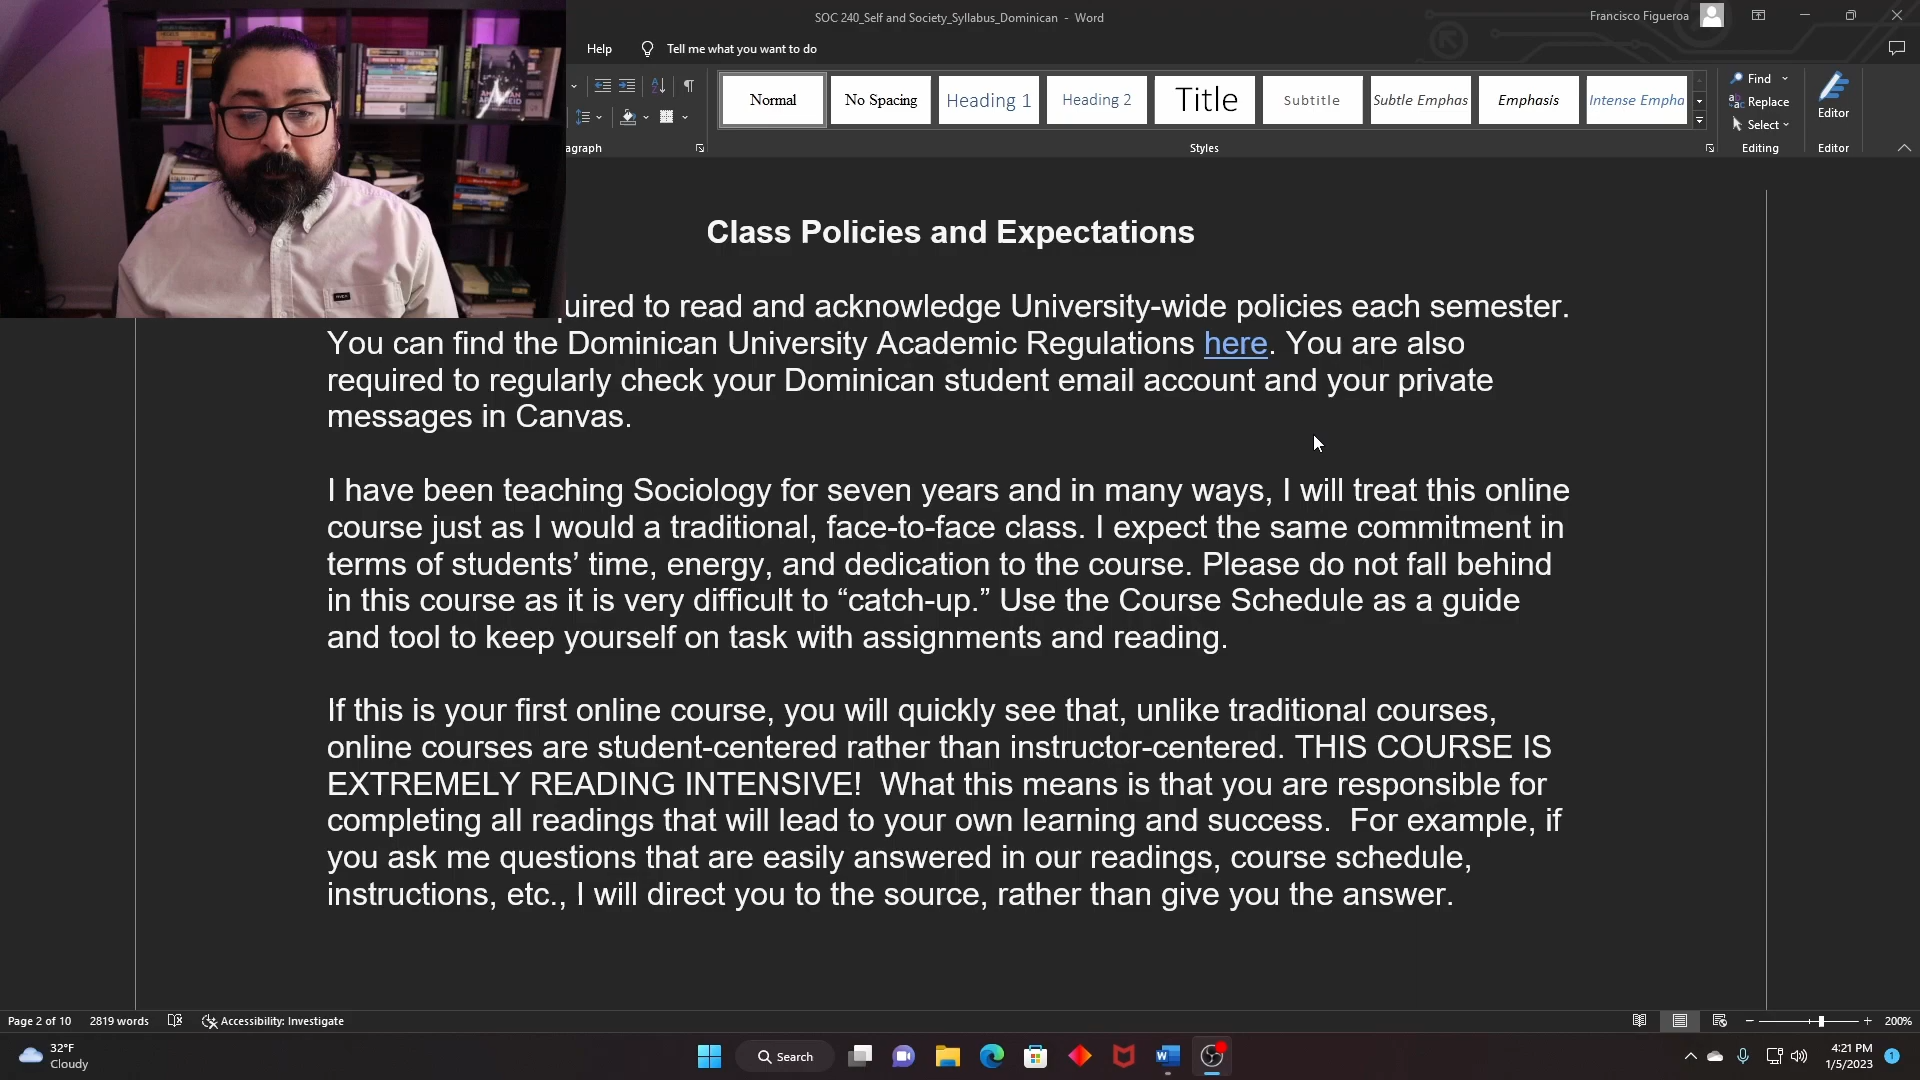 SOC 240_Self and Society_Syllabus_Dominican - Word
Francisco Figueroa
Help
Tell me what you want to do
Normal
No Spacing
Heading 1
Heading 2
Title
Subtitle
Subtle Emphas
Emphasis
Intense Empha
Find
Replace
Select
Editor
agraph
Styles
Editing
Editor
Class Policies and Expectations
uired to read and acknowledge University-wide policies each semester.
You can find the Dominican University Academic Regulations here. You are also
required to regularly check your Dominican student email account and your private
messages in Canvas.
I have been teaching Sociology for seven years and in many ways, I will treat this online
course just as I would a traditional, face-to-face class. I expect the same commitment in
terms of students’ time, energy, and dedication to the course. Please do not fall behind
in this course as it is very difficult to “catch-up.” Use the Course Schedule as a guide
and tool to keep yourself on task with assignments and reading.
If this is your first online course, you will quickly see that, unlike traditional courses,
online courses are student-centered rather than instructor-centered. THIS COURSE IS
EXTREMELY READING INTENSIVE!  What this means is that you are responsible for
completing all readings that will lead to your own learning and success.  For example, if
you ask me questions that are easily answered in our readings, course schedule,
instructions, etc., I will direct you to the source, rather than give you the answer.
Page 2 of 10
2819 words
Accessibility: Investigate
200%
32°F
Cloudy
Search
4:21 PM
1/5/2023
1